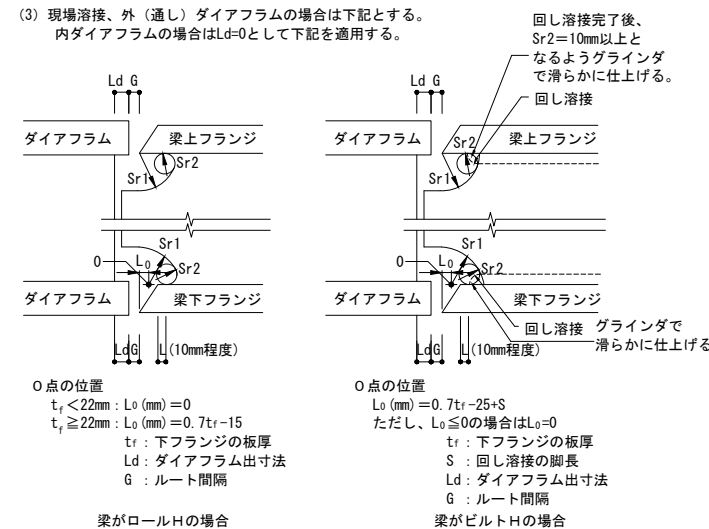 (3) 現場溶接、外（通し）ダイアフラムの場合は下記とする。
内ダイアフラムの場合はLd=0として下記を適用する。
Ld G
ダイアフラム
梁上フランジ
Sr2
Sr1
Sr1
O
L0
Sr2
ダイアフラム
梁下フランジ
Ld G
L (10mm程度)
O点の位置
tf＜22mm：L0(mm)＝0
tf≧22mm：L0(mm)＝0.7tf-15
tf：下フランジの板厚
Ld：ダイアフラム出寸法
G ：ルート間隔
梁がロールHの場合
回し溶接完了後、
Sr2＝10mm以上と
なるようグラインダ
で滑らかに仕上げる。
回し溶接
Ld G
ダイアフラム
梁上フランジ
Sr2
Sr1
Sr1
O
L0
Sr2
ダイアフラム
梁下フランジ
回し溶接
グラインダで
滑らかに仕上げる
Ld G
L (10mm程度)
O点の位置
L0(mm)＝0.7tf-25+S
ただし、L0≦0の場合はL0=0
tf：下フランジの板厚
S ：回し溶接の脚長
Ld：ダイアフラム出寸法
G ：ルート間隔
梁がビルトHの場合